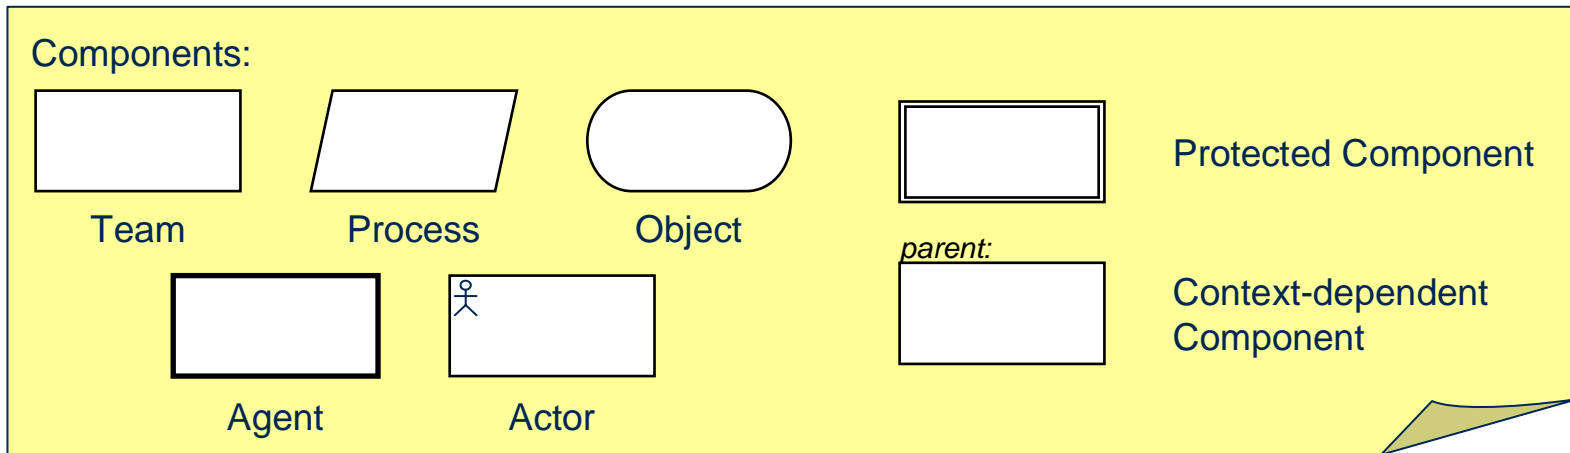 Components:
Team
Process
Object
Protected Component
parent:
Agent
Actor
Context-dependent
Component